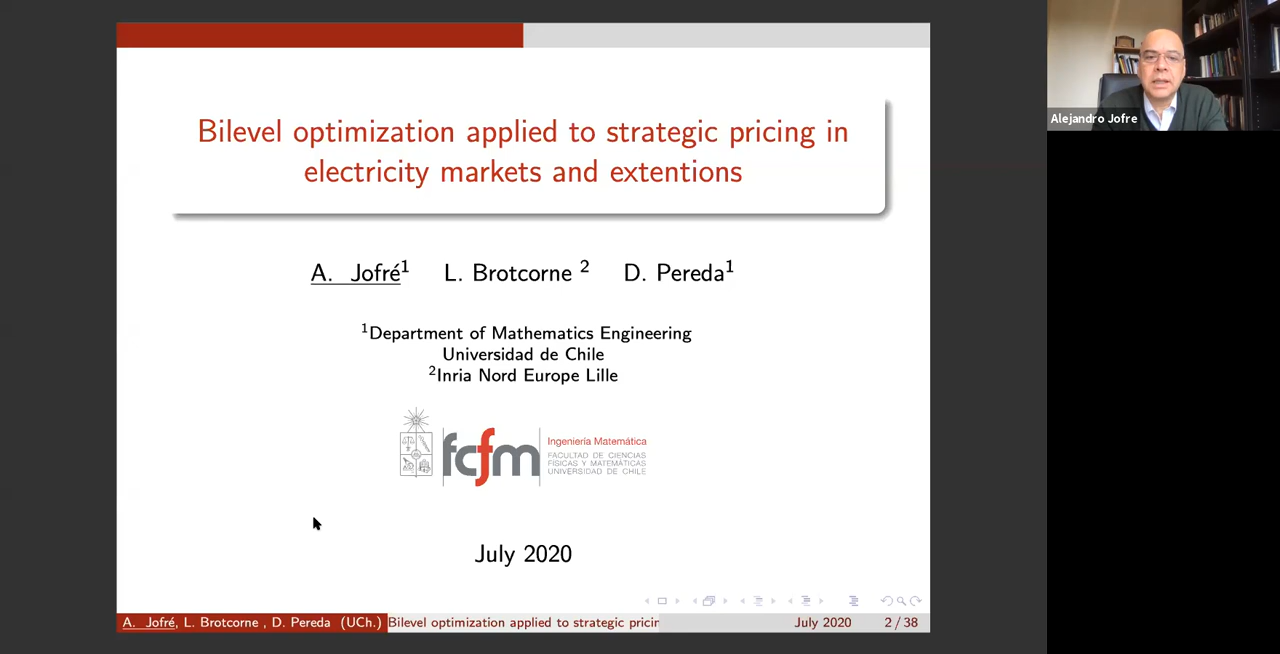 Bilevel optimization applied to strategic pricing in
electricity markets and extentions
A. Jofré¹ L. Brotcorne ² D. Pereda¹
¹Department of Mathematics Engineering
Universidad de Chile
²Inria Nord Europe Lille
fcfm
Ingeniería Matemática
FACULTAD DE CIENCIAS
FÍSICAS Y MATEMÁTICAS
UNIVERSIDAD DE CHILE
July 2020
A. Jofré, L. Brotcorne , D. Pereda (UCh.) Bilevel optimization applied to strategic pricir July 2020 2 / 38
Alejandro Jofre